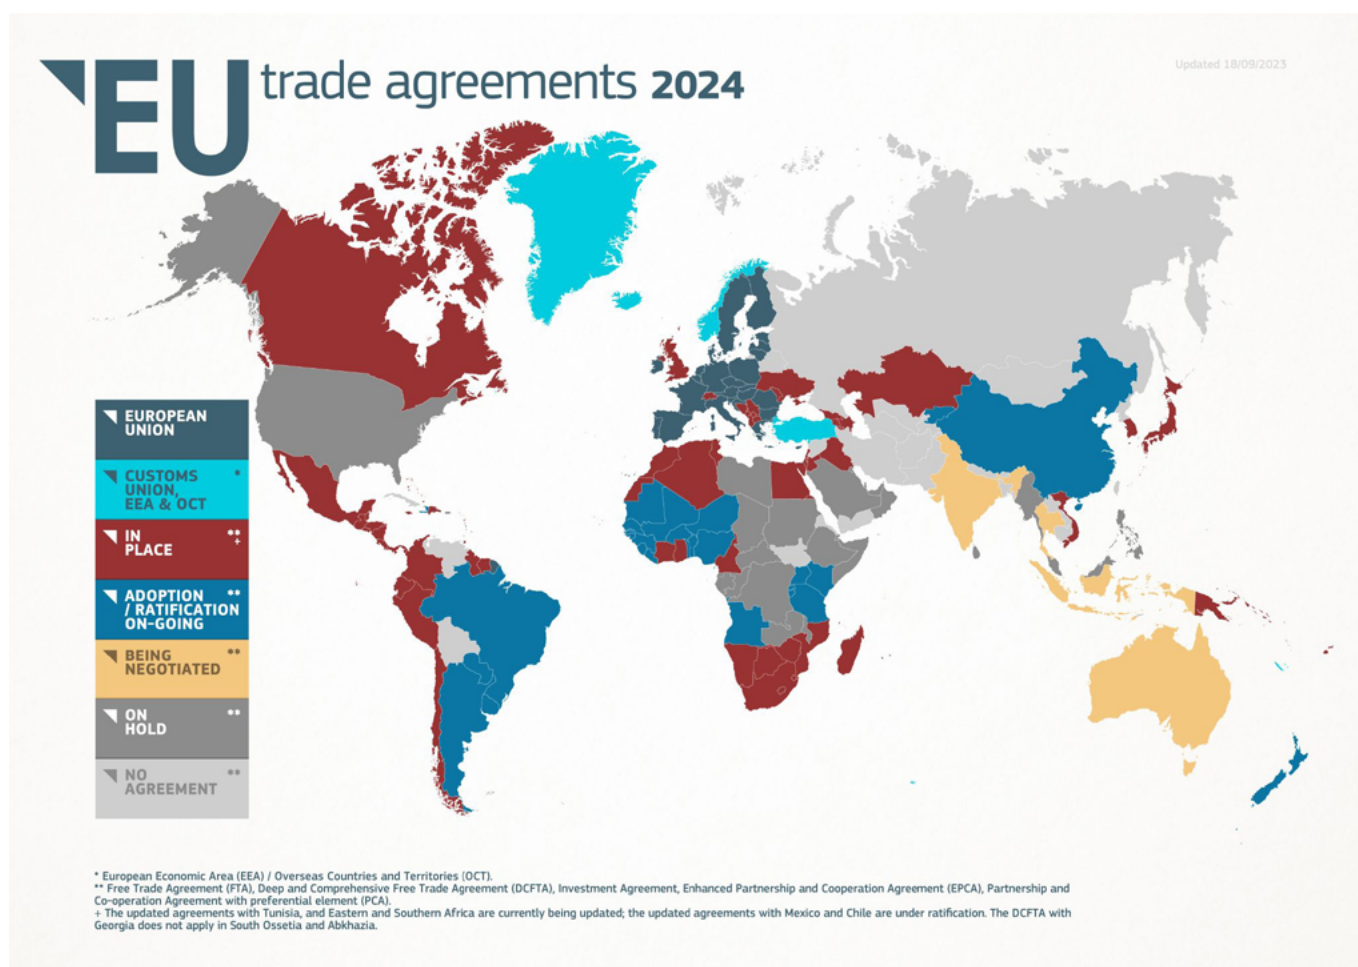 EU trade agreements 2024
Updated 18/09/2023
EUROPEAN
UNION
CUSTOMS *
UNION,
EEA & OCT
IN **
PLACE +
ADOPTION **
/ RATIFICATION
ON-GOING
BEING **
NEGOTIATED
ON **
HOLD
NO **
AGREEMENT
* European Economic Area (EEA) / Overseas Countries and Territories (OCT).
** Free Trade Agreement (FTA), Deep and Comprehensive Free Trade Agreement (DCFTA), Investment Agreement, Enhanced Partnership and Cooperation Agreement (EPCA), Partnership and
Co-operation Agreement with preferential element (PCA).
+ The updated agreements with Tunisia, and Eastern and Southern Africa are currently being updated; the updated agreements with Mexico and Chile are under ratification. The DCFTA with
Georgia does not apply in South Ossetia and Abkhazia.